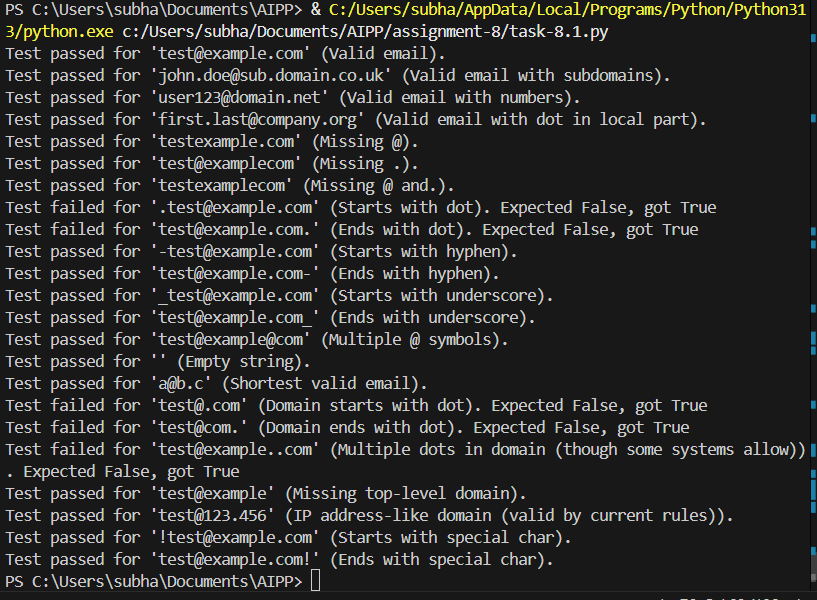 PS C:\Users\subha\Documents\AIPP> & C:/Users/subha/AppData/Local/Programs/Python/Python31
3/python.exe c:/Users/subha/Documents/AIPP/assignment-8/task-8.1.py
Test passed for 'test@example.com' (Valid email).
Test passed for 'john.doe@sub.domain.co.uk' (Valid email with subdomains).
Test passed for 'user123@domain.net' (Valid email with numbers).
Test passed for 'first.last@company.org' (Valid email with dot in local part).
Test passed for 'testexample.com' (Missing @).
Test passed for 'test@examplecom' (Missing .).
Test passed for 'testexamplecom' (Missing @ and.).
Test failed for '.test@example.com' (Starts with dot). Expected False, got True
Test failed for 'test@example.com.' (Ends with dot). Expected False, got True
Test passed for '-test@example.com' (Starts with hyphen).
Test passed for 'test@example.com-' (Ends with hyphen).
Test passed for '_test@example.com' (Starts with underscore).
Test passed for 'test@example.com_' (Ends with underscore).
Test passed for 'test@example@com' (Multiple @ symbols).
Test passed for '' (Empty string).
Test passed for 'a@b.c' (Shortest valid email).
Test failed for 'test@.com' (Domain starts with dot). Expected False, got True
Test failed for 'test@com.' (Domain ends with dot). Expected False, got True
Test failed for 'test@example..com' (Multiple dots in domain (though some systems allow))
. Expected False, got True
Test passed for 'test@example' (Missing top-level domain).
Test passed for 'test@123.456' (IP address-like domain (valid by current rules)).
Test passed for '!test@example.com' (Starts with special char).
Test passed for 'test@example.com!' (Ends with special char).
PS C:\Users\subha\Documents\AIPP>